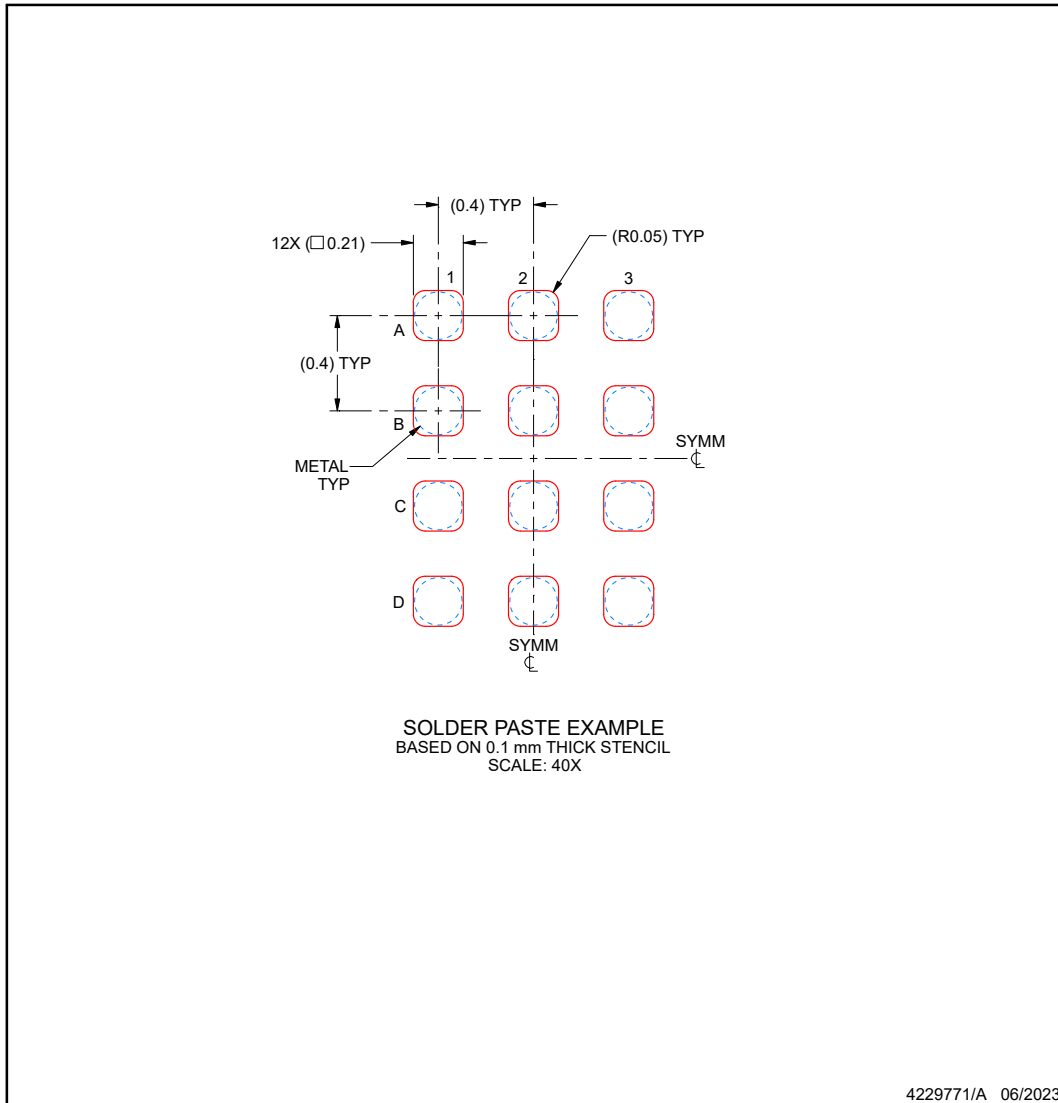 (0.4) TYP
12X (□0.21)
(R0.05) TYP
1
2
3
A
(0.4) TYP
B
SYMM
℄
METAL
TYP
C
D
SYMM
℄
SOLDER PASTE EXAMPLE
BASED ON 0.1 mm THICK STENCIL
SCALE: 40X
4229771/A 06/2023